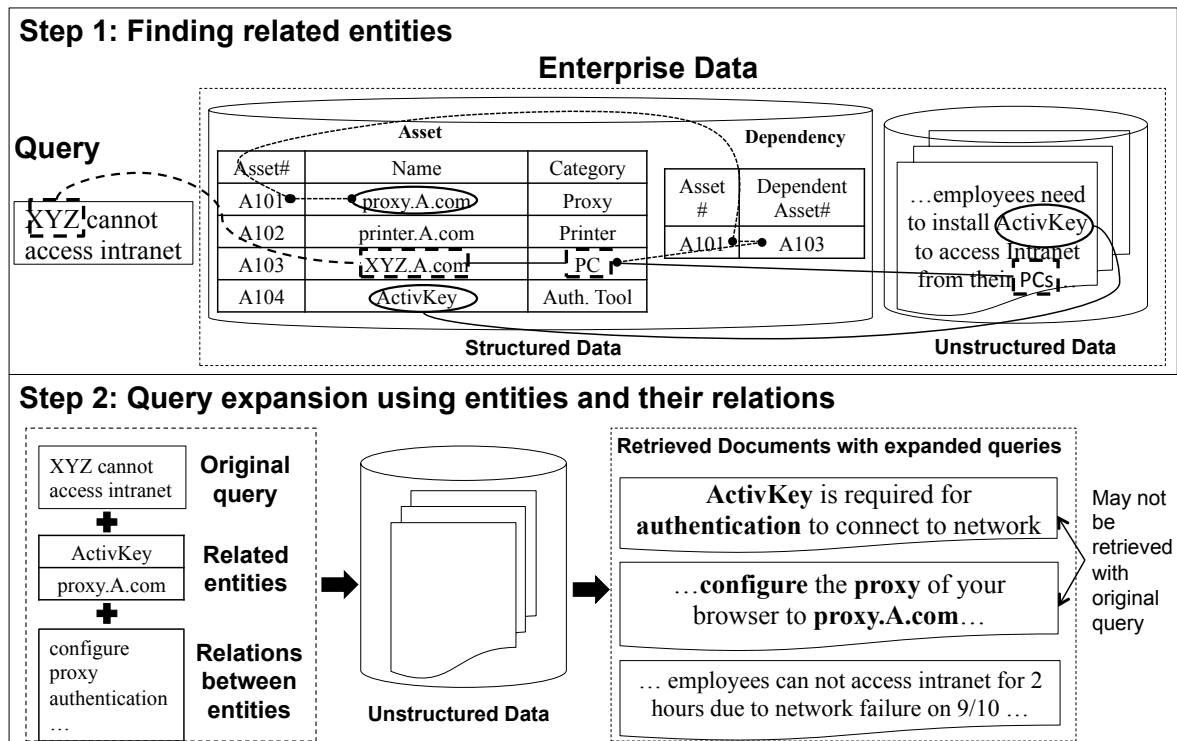 Step 1: Finding related entities
Enterprise Data
Query
XYZ cannot
access intranet
Asset
Asset# Name Category
A101 proxy.A.com Proxy
A102 printer.A.com Printer
A103 XYZ.A.com PC
A104 ActivKey Auth. Tool
Dependency
Asset Dependent
# Asset#
A101 A103
Structured Data
…employees need
to install ActivKey
to access Intranet
from their PCs …
Unstructured Data
Step 2: Query expansion using entities and their relations
XYZ cannot
access intranet
Original
query
ActivKey
proxy.A.com
Related
entities
configure
proxy
authentication
…
Relations
between
entities
Unstructured Data
Retrieved Documents with expanded queries
ActivKey is required for
authentication to connect to network
…configure the proxy of your
browser to proxy.A.com…
… employees can not access intranet for 2
hours due to network failure on 9/10 …
May not
be
retrieved
with
original
query